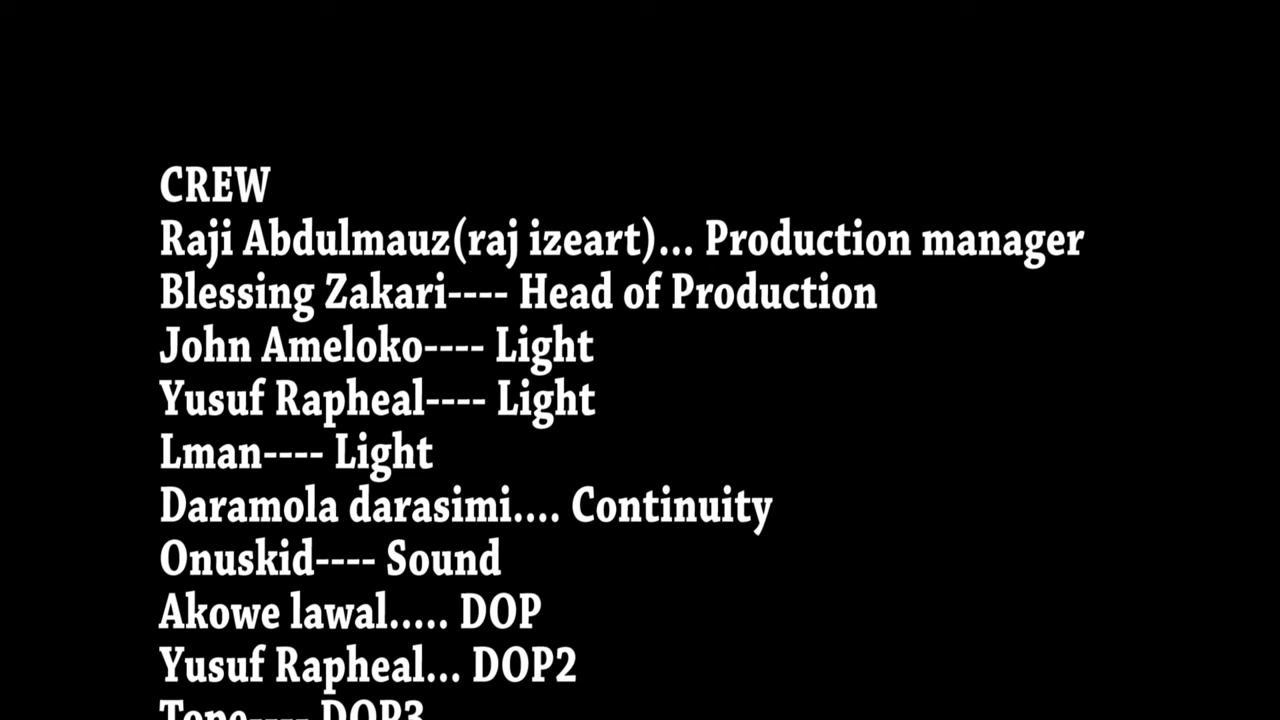 CREW
Raji Abdulmauz(raj izeart)... Production manager
Blessing Zakari---- Head of Production
John Ameloko---- Light
Yusuf Rapheal---- Light
Lman---- Light
Daramola darasimi.... Continuity
Onuskid---- Sound
Akowe lawal..... DOP
Yusuf Rapheal... DOP2
DOP3